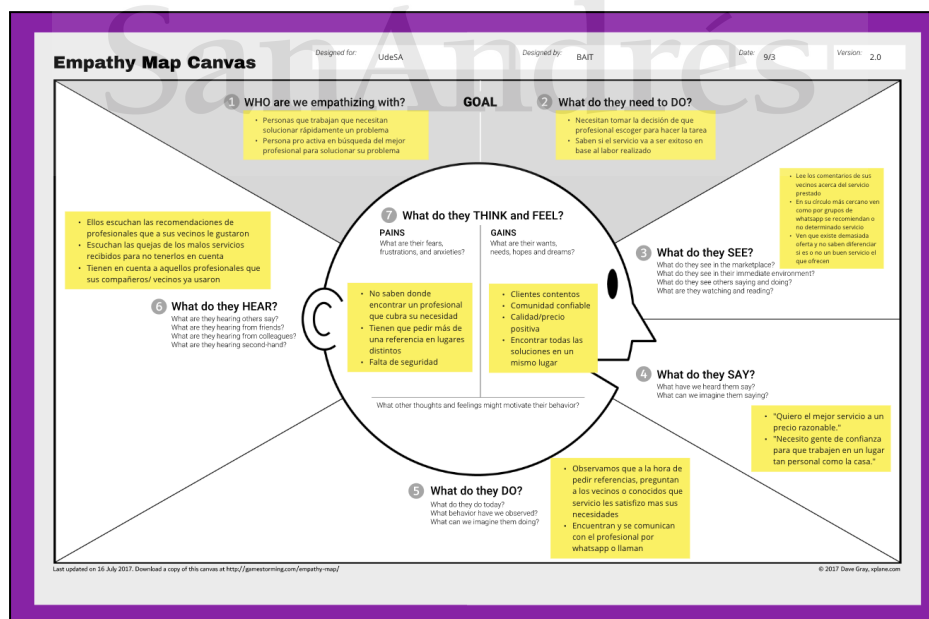 SanAndrés
Empathy Map Canvas
Designed for:
UdeSA
Designed by:
BAIT
Date:
9/3
Version:
2.0
1 WHO are we empathizing with?
GOAL
2 What do they need to DO?
• Personas que trabajan que necesitan
solucionar rápidamente un problema
• Persona pro activa en búsqueda del mejor
profesional para solucionar su problema
• Necesitan tomar la decisión de que
profesional escoger para hacer la tarea
• Saben si el servicio va a ser exitoso en
base al labor realizado
• Lee los comentarios de sus
vecinos acerca del servicio
prestado
• En su círculo más cercano ven
como por grupos de
whatsapp se recomiendan o
no determinado servicio
• Ven que existe demasiada
oferta y no saben diferenciar
si es o no un buen servicio el
que ofrecen
3 What do they SEE?
What do they see in the marketplace?
What do they see in their immediate environment?
What do they see others saying and doing?
What are they watching and reading?
• Ellos escuchan las recomendaciones de
profesionales que a sus vecinos le gustaron
• Escuchan las quejas de los malos servicios
recibidos para no tenerlos en cuenta
• Tienen en cuenta a aquellos profesionales que
sus compañeros/ vecinos ya usaron
6 What do they HEAR?
What are they hearing others say?
What are they hearing from friends?
What are they hearing from colleagues?
What are they hearing second-hand?
7 What do they THINK and FEEL?
PAINS
What are their fears,
frustrations, and anxieties?
GAINS
What are their wants,
needs, hopes and dreams?
• No saben donde
encontrar un profesional
que cubra su necesidad
• Tienen que pedir más de
una referencia en lugares
distintos
• Falta de seguridad
• Clientes contentos
• Comunidad confiable
• Calidad/precio
positiva
• Encontrar todas las
soluciones en un
mismo lugar
What other thoughts and feelings might motivate their behavior?
4 What do they SAY?
What have we heard them say?
What can we imagine them saying?
• "Quiero el mejor servicio a un
precio razonable."
• "Necesito gente de confianza
para que trabajen en un lugar
tan personal como la casa."
5 What do they DO?
What do they do today?
What behavior have we observed?
What can we imagine them doing?
• Observamos que a la hora de
pedir referencias, preguntan
a los vecinos o conocidos que
servicio les satisfizo mas sus
necesidades
• Encuentran y se comunican
con el profesional por
whatsapp o llaman
Last updated on 16 July 2017. Download a copy of this canvas at http://gamestorming.com/empathy-map/
© 2017 Dave Gray, xplane.com